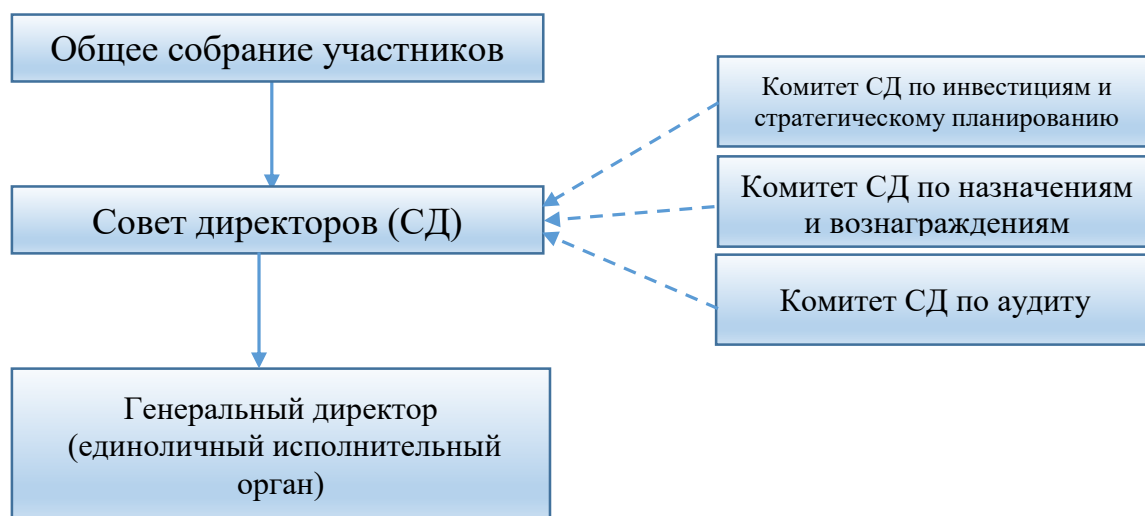 Общее собрание участников
Комитет СД по инвестициям и
стратегическому планированию
Совет директоров (СД)
Комитет СД по назначениям
и вознаграждениям
Комитет СД по аудиту
Генеральный директор
(единоличный исполнительный
орган)